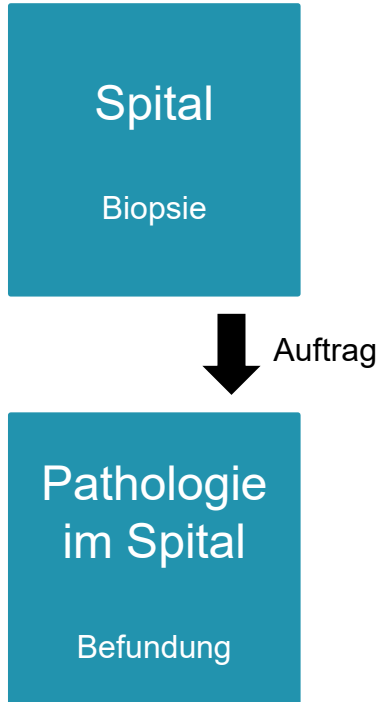 Spital
Biopsie
Auftrag
Pathologie
im Spital
Befundung